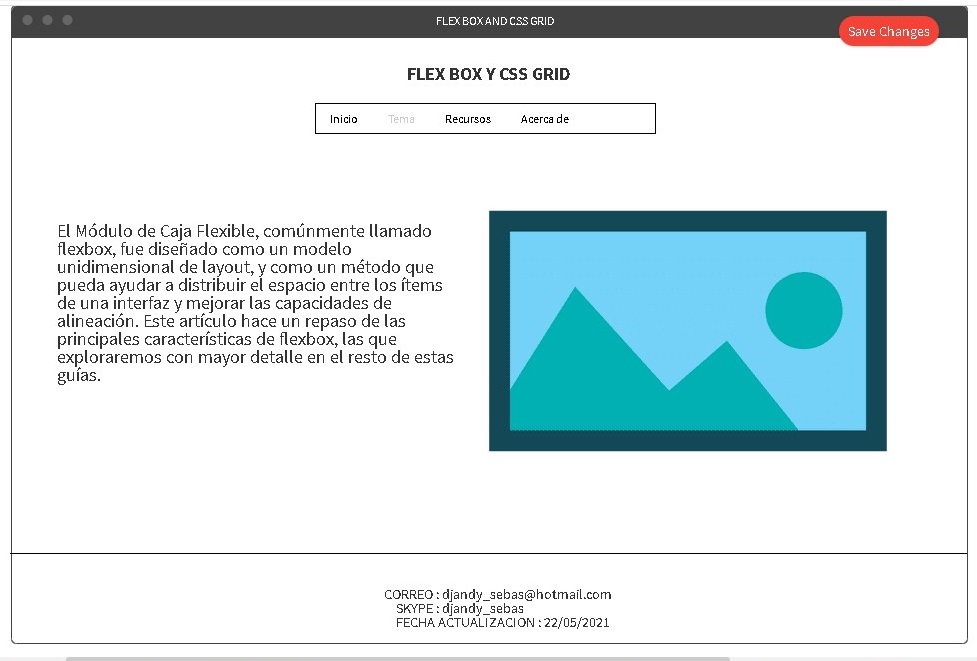 FLEX BOX AND CSS GRID
Save Changes
FLEX BOX Y CSS GRID
Inicio Tema Recursos Acerca de
El Módulo de Caja Flexible, comúnmente llamado
flexbox, fue diseñado como un modelo
unidimensional de layout, y como un método que
pueda ayudar a distribuir el espacio entre los ítems
de una interfaz y mejorar las capacidades de
alineación. Este artículo hace un repaso de las
principales características de flexbox, las que
exploraremos con mayor detalle en el resto de estas
guías.
CORREO : djandy_sebas@hotmail.com
SKYPE : djandy_sebas
FECHA ACTUALIZACION : 22/05/2021